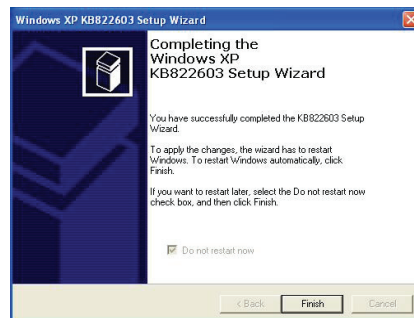 Windows XP KB822603 Setup Wizard
Completing the
Windows XP
KB822603 Setup Wizard
You have successfully completed the KB822603 Setup
Wizard.
To apply the changes, the wizard has to restart
Windows. To restart Windows automatically, click
Finish.
If you want to restart later, select the Do not restart now
check box, and then click Finish.
Do not restart now
< Back
Finish
Cancel